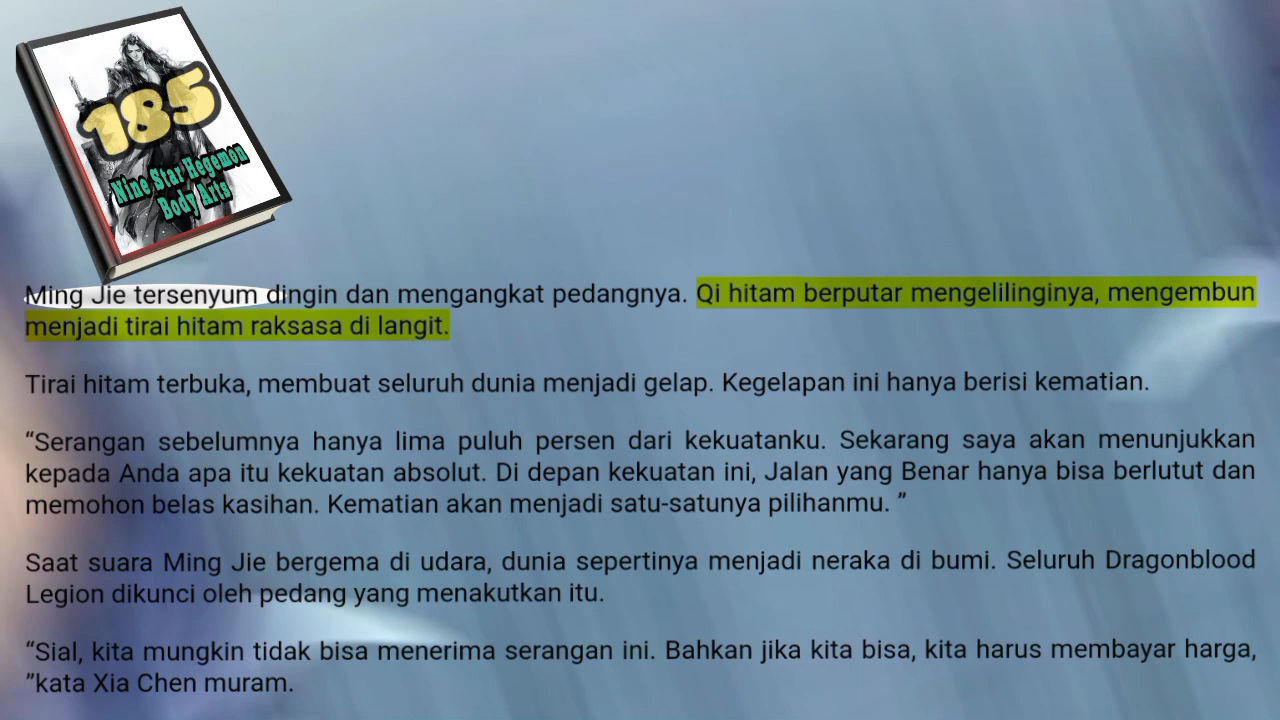 185
Nine Star Hegemon
Body Arts
Ming Jie tersenyum dingin dan mengangkat pedangnya. Qi hitam berputar mengelilinginya, mengembun
menjadi tirai hitam raksasa di langit.
Tirai hitam terbuka, membuat seluruh dunia menjadi gelap. Kegelapan ini hanya berisi kematian.
“Serangan sebelumnya hanya lima puluh persen dari kekuatanku. Sekarang saya akan menunjukkan
kepada Anda apa itu kekuatan absolut. Di depan kekuatan ini, Jalan yang Benar hanya bisa berlutut dan
memohon belas kasihan. Kematian akan menjadi satu-satunya pilihanmu. ”
Saat suara Ming Jie bergema di udara, dunia sepertinya menjadi neraka di bumi. Seluruh Dragonblood
Legion dikunci oleh pedang yang menakutkan itu.
“Sial, kita mungkin tidak bisa menerima serangan ini. Bahkan jika kita bisa, kita harus membayar harga,
”kata Xia Chen muram.